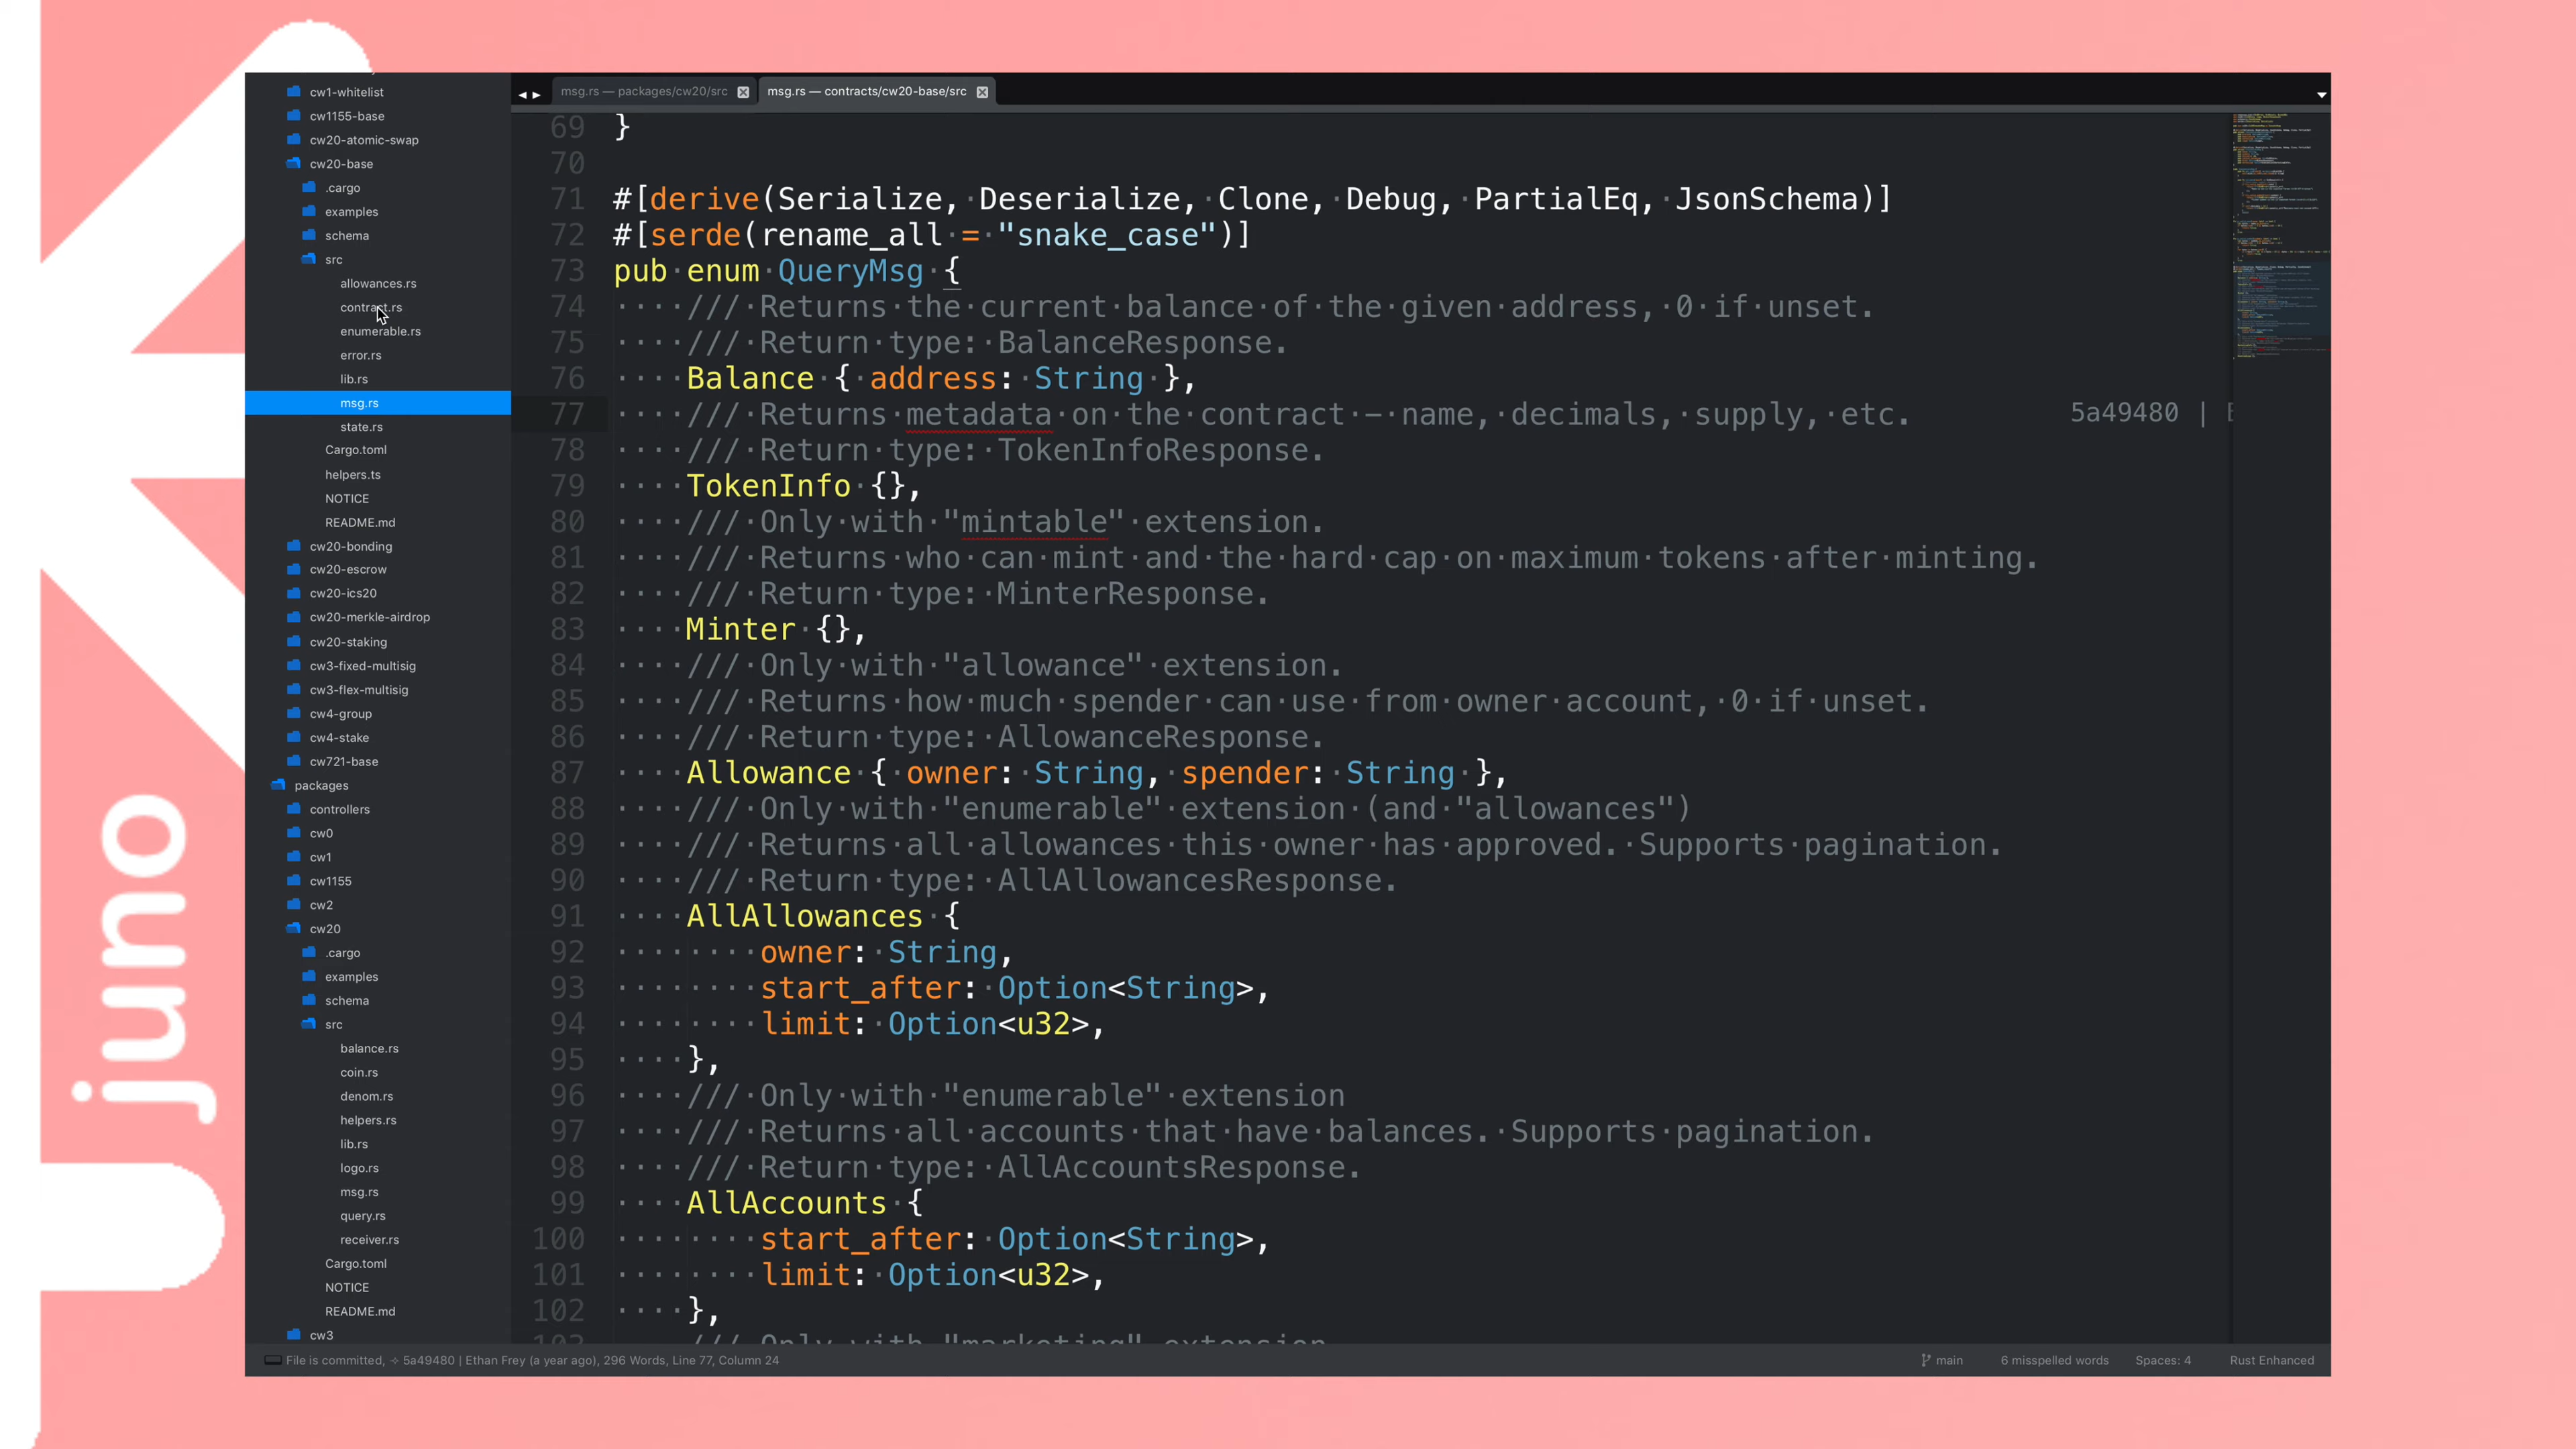 juno
cw1-whitelist
cw1155-base
cw20-atomic-swap
cw20-base
.cargo
examples
schema
src
allowances.rs
contract.rs
enumerable.rs
error.rs
lib.rs
msg.rs
state.rs
Cargo.toml
helpers.ts
NOTICE
README.md
cw20-bonding
cw20-escrow
cw20-ics20
cw20-merkle-airdrop
cw20-staking
cw3-fixed-multisig
cw3-flex-multisig
cw4-group
cw4-stake
cw721-base
packages
controllers
cw0
cw1
cw1155
cw2
cw20
.cargo
examples
schema
src
balance.rs
coin.rs
denom.rs
helpers.rs
lib.rs
logo.rs
msg.rs
query.rs
receiver.rs
Cargo.toml
NOTICE
README.md
cw3
msg.rs — packages/cw20/src
msg.rs — contracts/cw20-base/src
69 }
70
71 #[derive(Serialize, Deserialize, Clone, Debug, PartialEq, JsonSchema)]
72 #[serde(rename_all = "snake_case")]
73 pub enum QueryMsg {
74 /// Returns the current balance of the given address, 0 if unset.
75 /// Return type: BalanceResponse.
76 Balance { address: String },
77 /// Returns metadata on the contract - name, decimals, supply, etc. 5a49480 |
78 /// Return type: TokenInfoResponse.
79 TokenInfo {},
80 /// Only with "mintable" extension.
81 /// Returns who can mint and the hard cap on maximum tokens after minting.
82 /// Return type: MinterResponse.
83 Minter {},
84 /// Only with "allowance" extension.
85 /// Returns how much spender can use from owner account, 0 if unset.
86 /// Return type: AllowanceResponse.
87 Allowance { owner: String, spender: String },
88 /// Only with "enumerable" extension (and "allowances")
89 /// Returns all allowances this owner has approved. Supports pagination.
90 /// Return type: AllAllowancesResponse.
91 AllAllowances {
92 owner: String,
93 start_after: Option<String>,
94 limit: Option<u32>,
95 },
96 /// Only with "enumerable" extension
97 /// Returns all accounts that have balances. Supports pagination.
98 /// Return type: AllAccountsResponse.
99 AllAccounts {
100 start_after: Option<String>,
101 limit: Option<u32>,
102 },
103 /// Only with "marketing" extension
File is committed, ✧ 5a49480 | Ethan Frey (a year ago), 296 Words, Line 77, Column 24
main
6 misspelled words
Spaces: 4
Rust Enhanced